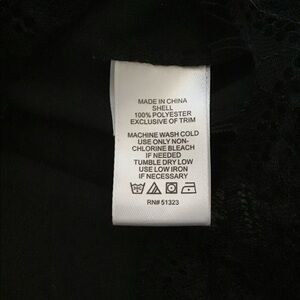 MADE IN CHINA
SHELL
100% POLYESTER
EXCLUSIVE OF TRIM
MACHINE WASH COLD
USE ONLY NON-
CHLORINE BLEACH
IF NEEDED
TUMBLE DRY LOW
USE LOW IRON
IF NECESSARY
RN# 51323